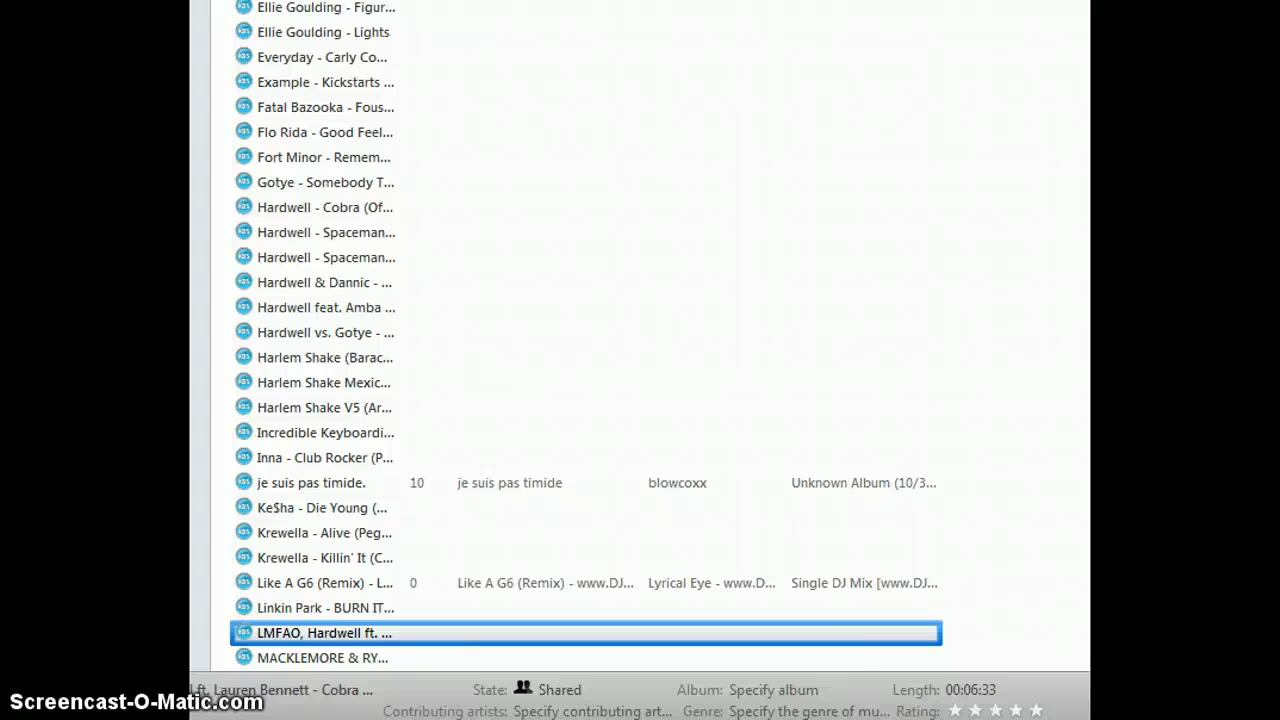 Ellie Goulding - Figur...
Ellie Goulding - Lights
Everyday - Carly Co...
Example - Kickstarts ...
Fatal Bazooka - Fous...
Flo Rida - Good Feel...
Fort Minor - Remem...
Gotye - Somebody T...
Hardwell - Cobra (Of...
Hardwell - Spaceman...
Hardwell - Spaceman...
Hardwell & Dannic - ...
Hardwell feat. Amba ...
Hardwell vs. Gotye - ...
Harlem Shake (Barac...
Harlem Shake Mexic...
Harlem Shake V5 (Ar...
Incredible Keyboardi...
Inna - Club Rocker (P...
je suis pas timide. 10 je suis pas timide blowcoxx Unknown Album (10/3...
Ke$ha - Die Young (...
Krewella - Alive (Peg...
Krewella - Killin' It (C...
Like A G6 (Remix) - L... 0 Like A G6 (Remix) - www.DJ... Lyrical Eye - www.D... Single DJ Mix [www.DJ...
Linkin Park - BURN IT...
LMFAO, Hardwell ft. ...
MACKLEMORE & RY...
ft. Lauren Bennett - Cobra ... State: Shared Album: Specify album Length: 00:06:33
Contributing artists: Specify contributing art... Genre: Specify the genre of mu... Rating:
Screencast-O-Matic.com